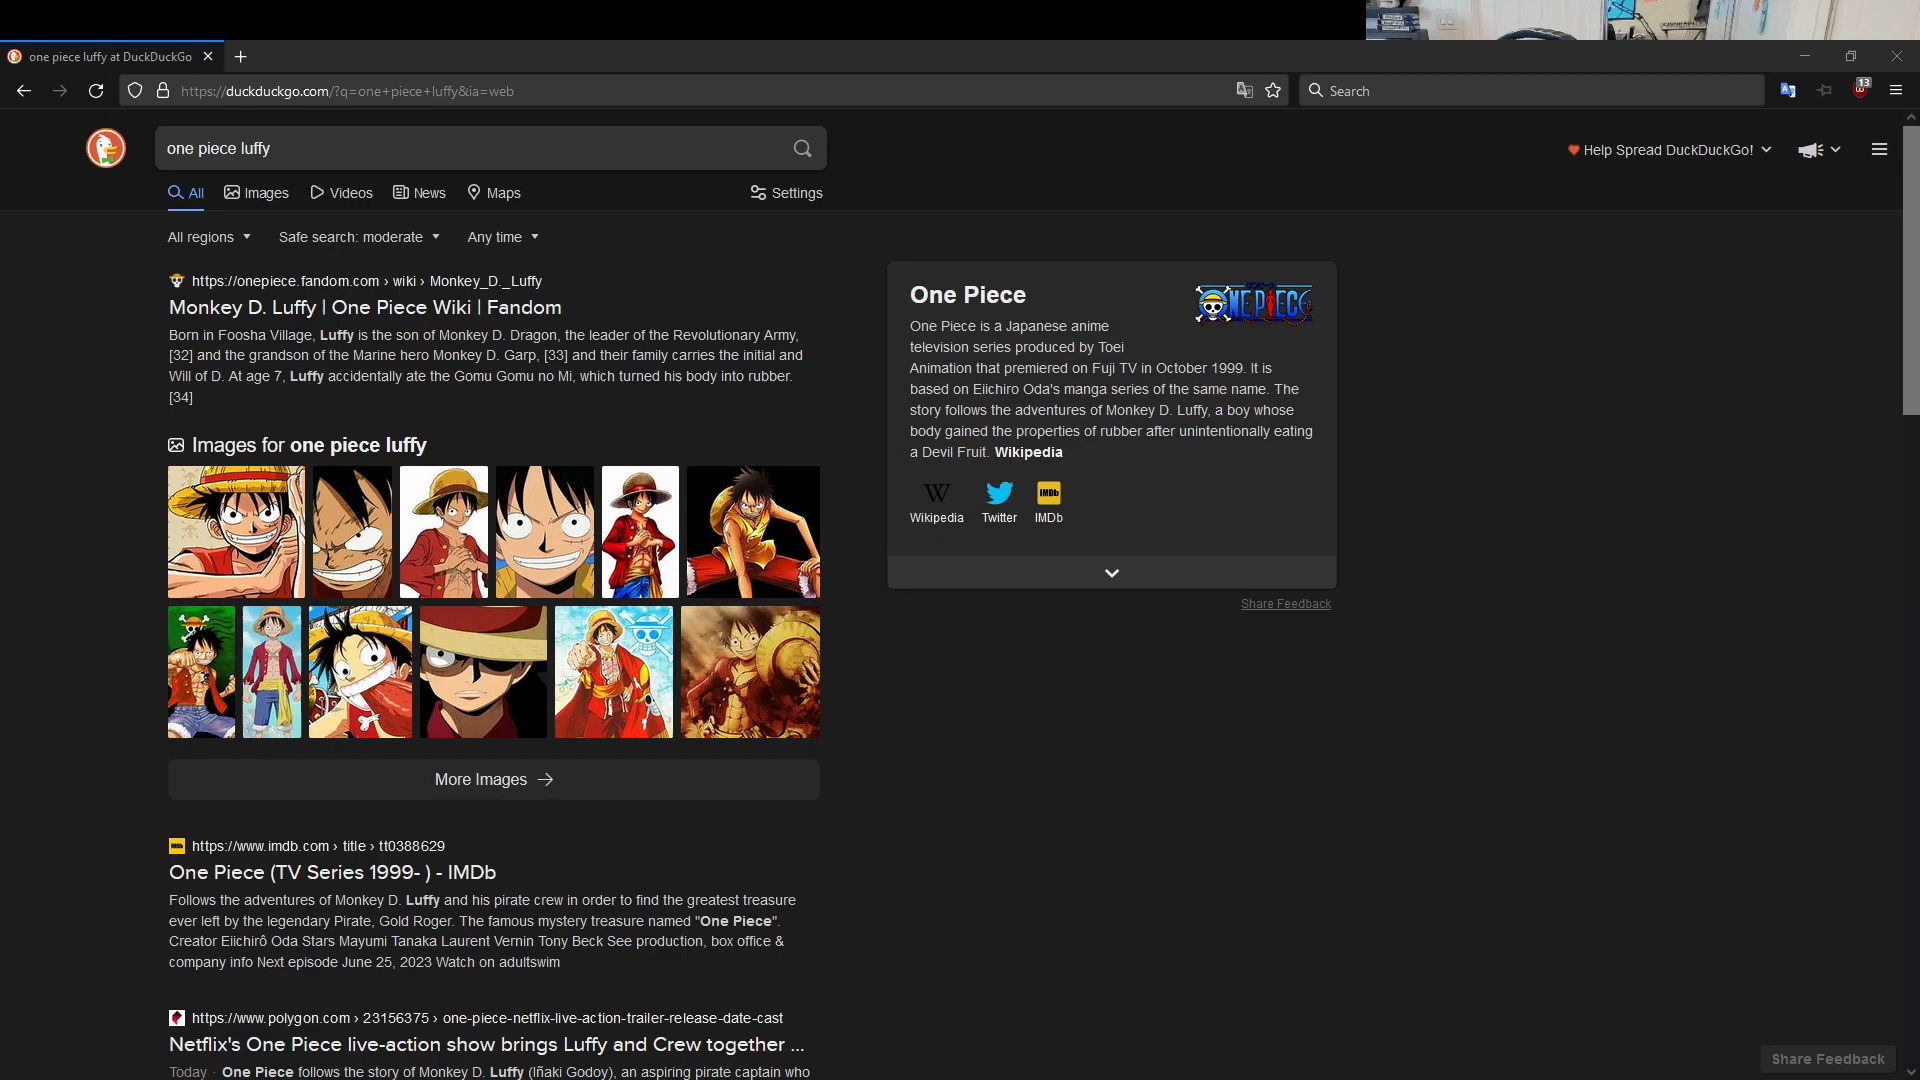 one piece luffy at DuckDuckGo
https://duckduckgo.com/?q=one+piece+luffy&ia=web
Search
13
one piece luffy
Help Spread DuckDuckGo!
All
Images
Videos
News
Maps
Settings
All regions
Safe search: moderate
Any time
https://onepiece.fandom.com › wiki › Monkey_D._Luffy
Monkey D. Luffy | One Piece Wiki | Fandom
Born in Foosha Village, Luffy is the son of Monkey D. Dragon, the leader of the Revolutionary Army,
[32] and the grandson of the Marine hero Monkey D. Garp, [33] and their family carries the initial and
Will of D. At age 7, Luffy accidentally ate the Gomu Gomu no Mi, which turned his body into rubber.
[34]
Images for one piece luffy
More Images
https://www.imdb.com › title › tt0388629
One Piece (TV Series 1999- ) - IMDb
Follows the adventures of Monkey D. Luffy and his pirate crew in order to find the greatest treasure
ever left by the legendary Pirate, Gold Roger. The famous mystery treasure named "One Piece".
Creator Eiichirô Oda Stars Mayumi Tanaka Laurent Vernin Tony Beck See production, box office &
company info Next episode June 25, 2023 Watch on adultswim
https://www.polygon.com › 23156375 › one-piece-netflix-live-action-trailer-release-date-cast
Netflix's One Piece live-action show brings Luffy and Crew together ...
Today · One Piece follows the story of Monkey D. Luffy (Iñaki Godoy), an aspiring pirate captain who
One Piece
ONE PIECE
One Piece is a Japanese anime
television series produced by Toei
Animation that premiered on Fuji TV in October 1999. It is
based on Eiichiro Oda's manga series of the same name. The
story follows the adventures of Monkey D. Luffy, a boy whose
body gained the properties of rubber after unintentionally eating
a Devil Fruit. Wikipedia
W
IMDb
Wikipedia
Twitter
IMDb
Share Feedback
Share Feedback